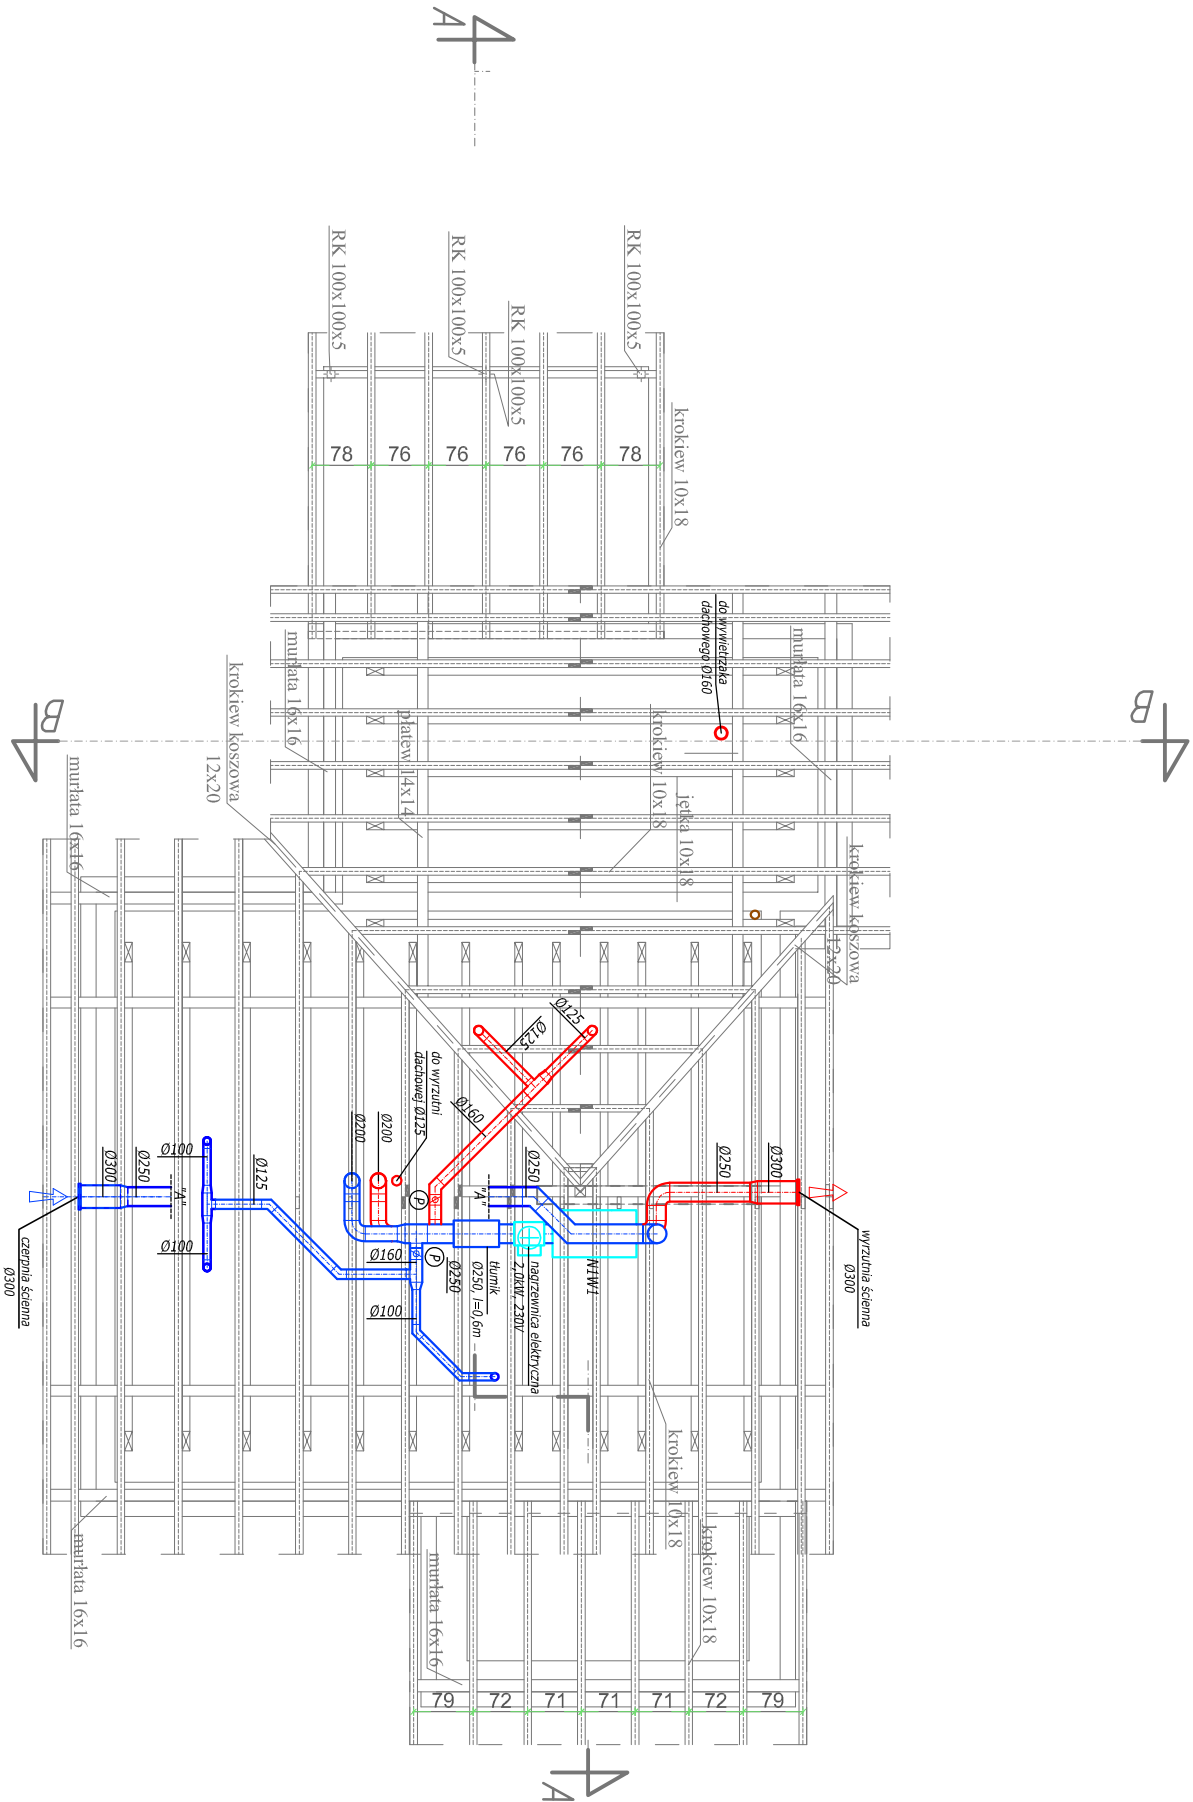 A
RK 100x100x5
RK 100x100x5
RK 100x100x5
RK 100x100x5
krokiew 10x18
78
76
76
76
76
78
do wywietrzaka
dachowego Ø160
murłata 16x16
murłata 16x16
krokiew koszowa
12x20
płatew 14x14
krokiew 10x18
jętka 10x18
krokiew koszowa
12x20
B
B
murłata 16x16
Ø125
Ø125
Ø160
do wyrzutni
dachowej Ø125
Ø200
Ø200
Ø250
"A"
Ø250
Ø300
wyrzutnia ścienna
Ø300
Ø300
Ø250
"A"
Ø100
Ø125
Ø100
czerpnia ścienna
Ø300
P
P
Ø160
Ø250
Ø100
tłumik
Ø250, l=0,6m
nagrzewnica elektryczna
2,0kW, 230V
N1W1
krokiew 10x18
krokiew 10x18
murłata 16x16
murłata 16x16
79
72
71
71
71
72
79
A